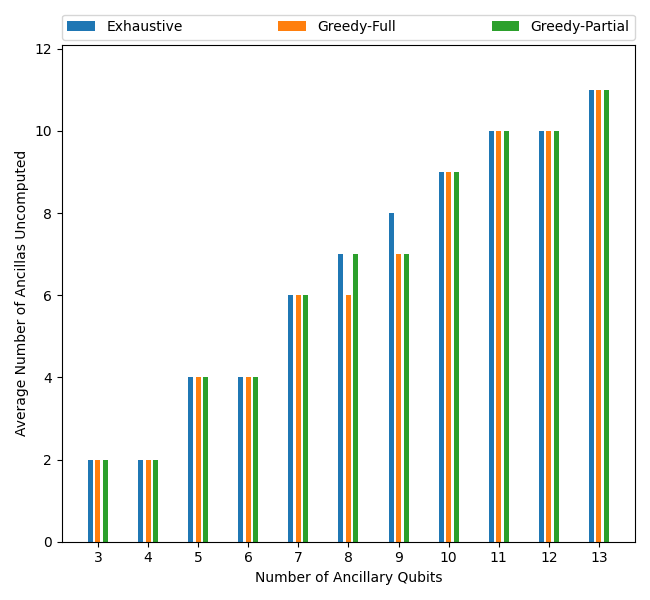 Exhaustive Greedy-Full Greedy-Partial
12
10
8
6
4
2
0
Average Number of Ancillas Uncomputed
3 4 5 6 7 8 9 10 11 12 13
Number of Ancillary Qubits